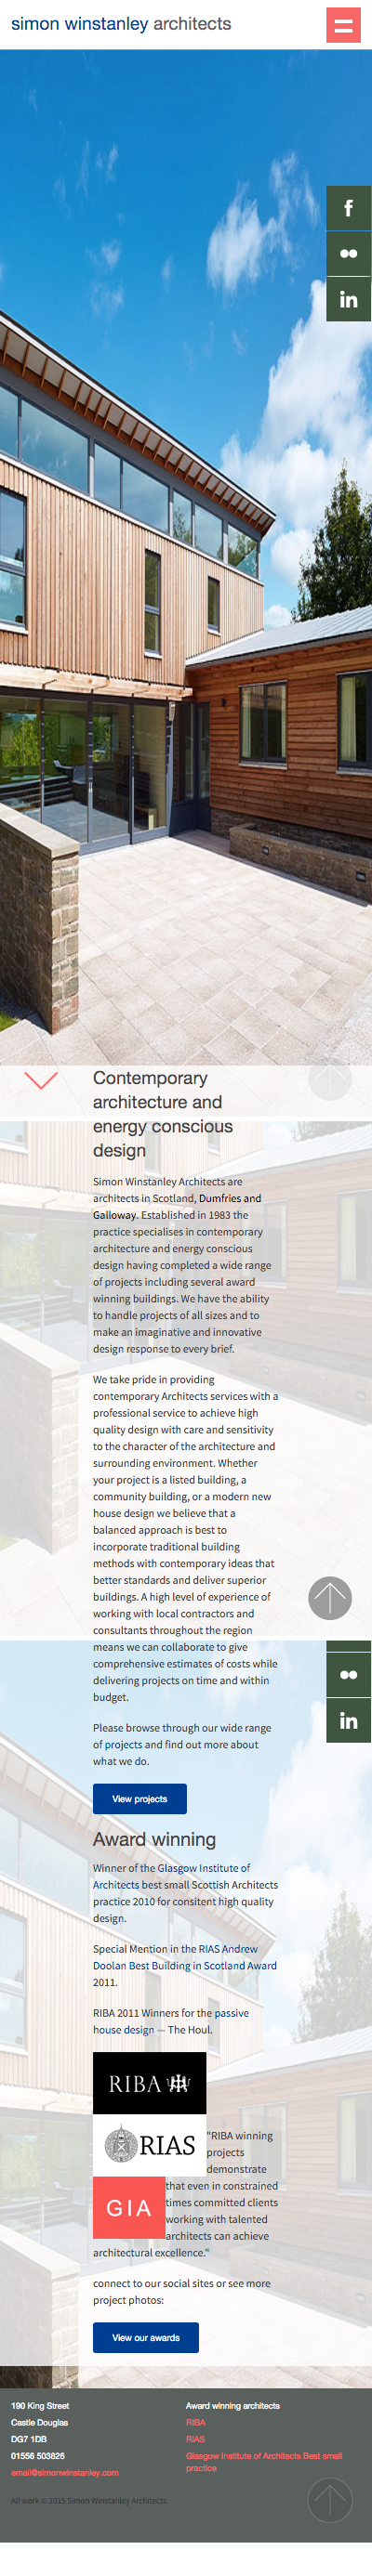 simon winstanley architects
f
in
Contemporary
architecture and
energy conscious
design
Simon Winstanley Architects are
architects in Scotland, Dumfries and
Galloway. Established in 1983 the
practice specialises in contemporary
architecture and energy conscious
design having completed a wide range
of projects including several award
winning buildings. We have the ability
to handle projects of all sizes and to
make an imaginative and innovative
design response to every brief.
We take pride in providing
contemporary Architects services with a
professional service to achieve high
quality design with care and sensitivity
to the character of the architecture and
surrounding environment. Whether
your project is a listed building, a
community building, or a modern new
house design we believe that a
balanced approach is best to
incorporate traditional building
methods with contemporary ideas that
better standards and deliver superior
buildings. A high level of experience of
working with local contractors and
consultants throughout the region
means we can collaborate to give
comprehensive estimates of costs while
delivering projects on time and within
budget.
in
Please browse through our wide range
of projects and find out more about
what we do.
View projects
Award winning
Winner of the Glasgow Institute of
Architects best small Scottish Architects
practice 2010 for consitent high quality
design.
Special Mention in the RIAS Andrew
Doolan Best Building in Scotland Award
2011.
RIBA 2011 Winners for the passive
house design — The Houl.
RIBA
RIAS
GIA
"RIBA winning
projects
demonstrate
that even in constrained
times committed clients
working with talented
architects can achieve
architectural excellence."
connect to our social sites or see more
project photos:
View our awards
190 King Street
Castle Douglas
DG7 1DB
01556 503826
email@simonwinstanley.com
Award winning architects
RIBA
RIAS
Glasgow Institute of Architects Best small
practice
All work © 2015 Simon Winstanley Architects.